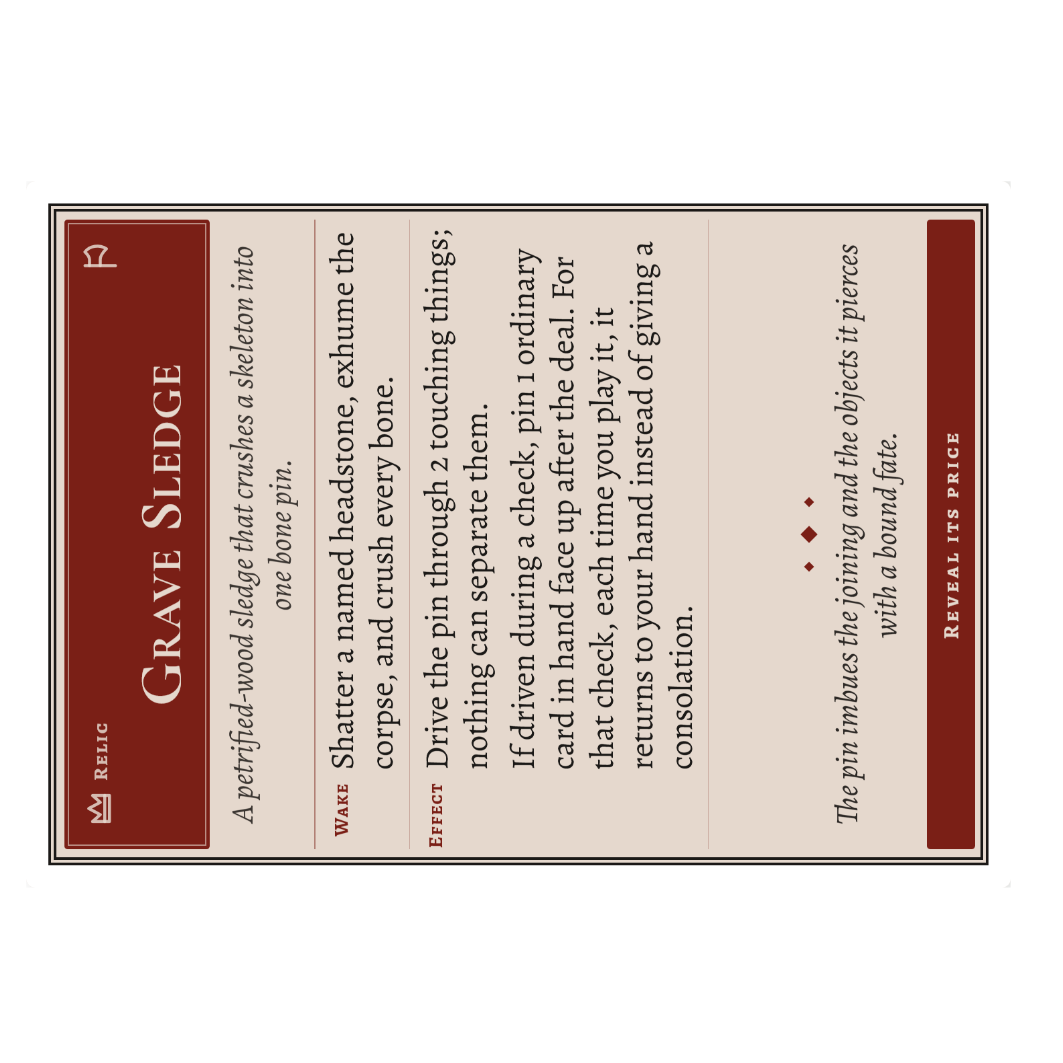 Relic
Grave Sledge
A petrified-wood sledge that crushes a skeleton into
one bone pin.
Wake Shatter a named headstone, exhume the
corpse, and crush every bone.
Effect Drive the pin through 2 touching things;
nothing can separate them.
If driven during a check, pin 1 ordinary
card in hand face up after the deal. For
that check, each time you play it, it
returns to your hand instead of giving a
consolation.
The pin imbues the joining and the objects it pierces
with a bound fate.
Reveal its price